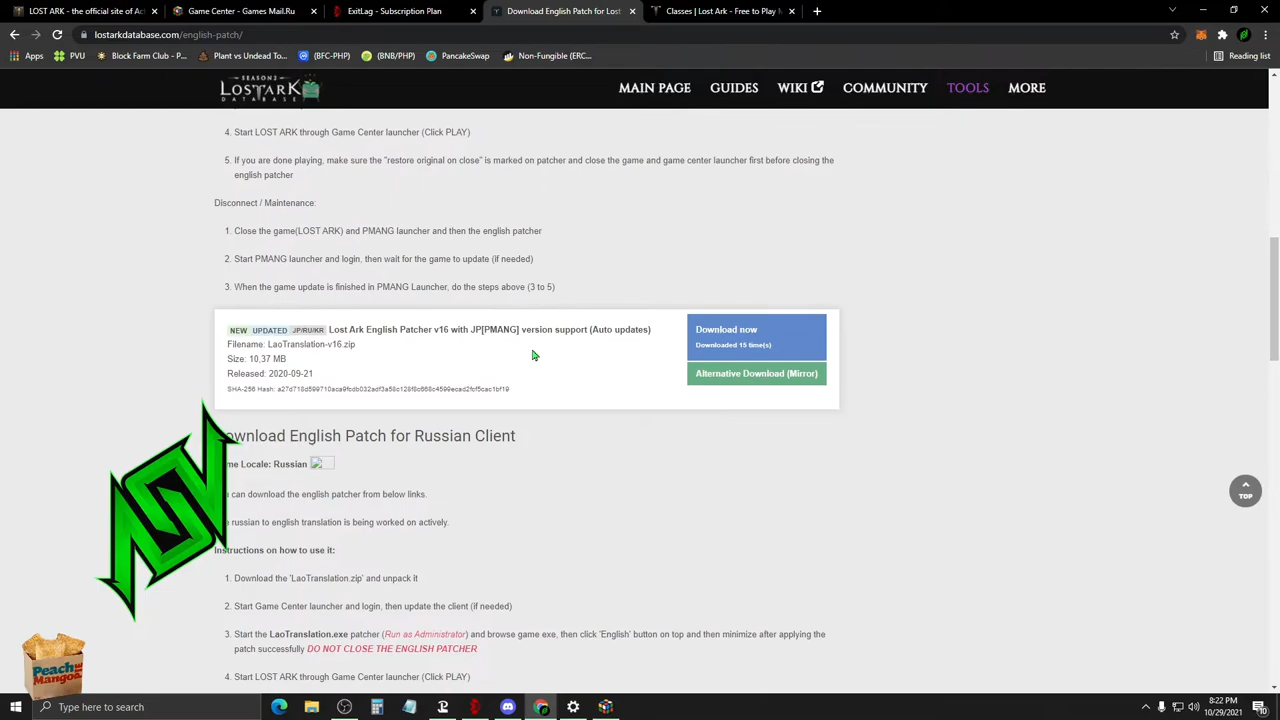 #1 DApp on the omnistore of Act
Game Center - MailRu
ExitLag - Subscription
Download English Patch for Lost
Classes | Lost Ark - Free to Play M
lostarkdatabase.com/english-patch/
Apps
PVU
Block Farm Club - P...
Plant vs Undead To...
(BFC-PHP)
(BNB/PHP)
PancakeSwap
Non-Fungiley (ERC...
Reading list
SEASON2
LOSTARK
DATABASE
MAIN PAGE
GUIDES
WIKI
COMMUNITY
TOOLS
MORE
4. Start LOST ARK through Game Center launcher (Click PLAY)
5. If you are done playing, make sure the "restore original on close" is marked on patcher and close the game and game center launcher first before closing the
english patcher
Disconnect / Maintenance:
1. Close the game(LOST ARK) and PMANG launcher and then the english patcher
2. Start PMANG launcher and login, then wait for the game to update (if needed)
3. When the game update is finished in PMANG Launcher, do the steps above (3 to 5)
NEW UPDATED JP/RU/KR Lost Ark English Patcher v16 with JP[PMANG] version support (Auto updates)
Filename: LaoTranslation-v16.zip
Size: 10,37 MB
Released: 2020-09-21
SHA-256 Hash:
Download now
Downloaded 15 time(s)
Alternative Download (Mirror)
ownload English Patch for Russian Client
me Locale: Russian
can download the english patcher from below links.
russian to english translation is being worked on actively.
Instructions on how to use it:
1. Download the 'LaoTranslation.zip' and unpack it
2. Start Game Center launcher and login, then update the client (if needed)
3. Start the LaoTranslation.exe patcher (Run as Administrator) and browse game exe, then click 'English' button on top and then minimize after applying the
patch successfully DO NOT CLOSE THE ENGLISH PATCHER
4. Start LOST ARK through Game Center launcher (Click PLAY)
TOP
Peach
Mango
Type here to search
8:22 PM
10/29/2021